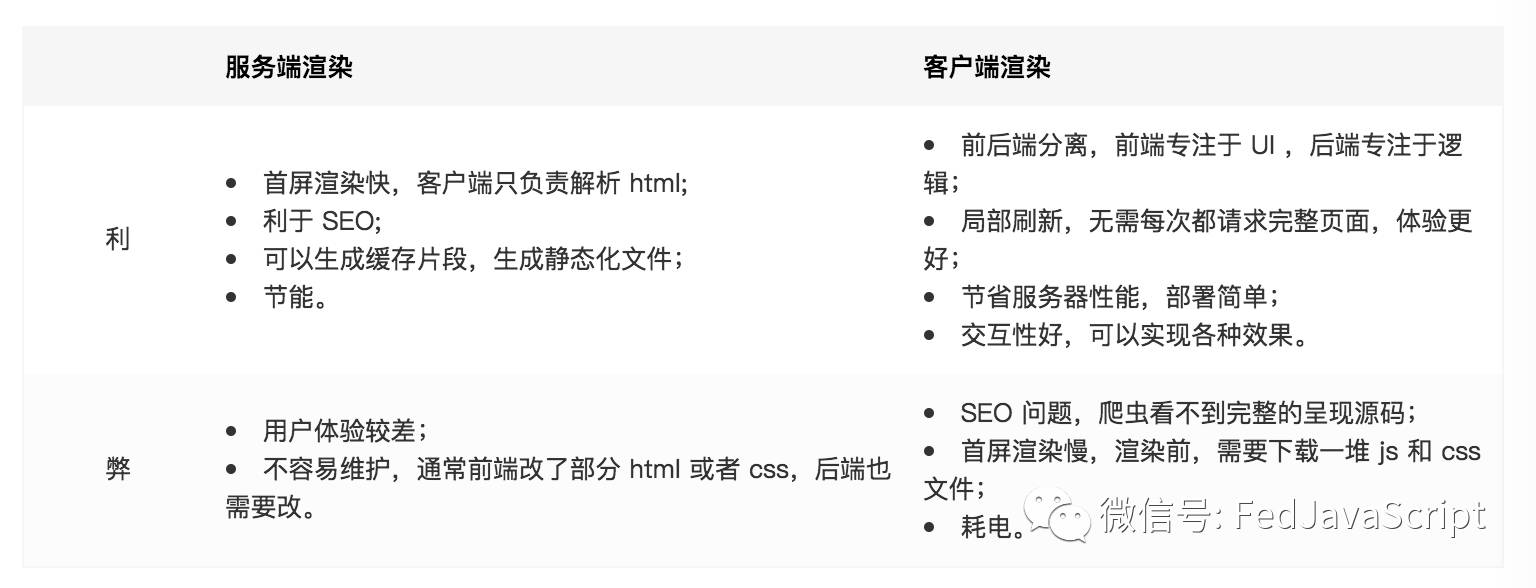 服务端渲染
客户端渲染
利
• 首屏渲染快，客户端只负责解析 html;
• 利于 SEO;
• 可以生成缓存片段，生成静态化文件；
• 节能。
• 前后端分离，前端专注于 UI ，后端专注于逻
辑；
• 局部刷新，无需每次都请求完整页面，体验更
好；
• 节省服务器性能，部署简单；
• 交互性好，可以实现各种效果。
弊
• 用户体验较差；
• 不容易维护，通常前端改了部分 html 或者 css，后端也
需要改。
• SEO 问题，爬虫看不到完整的呈现源码；
• 首屏渲染慢，渲染前，需要下载一堆 js 和 css
文件；
• 耗电。
微信号: FedJavaScript